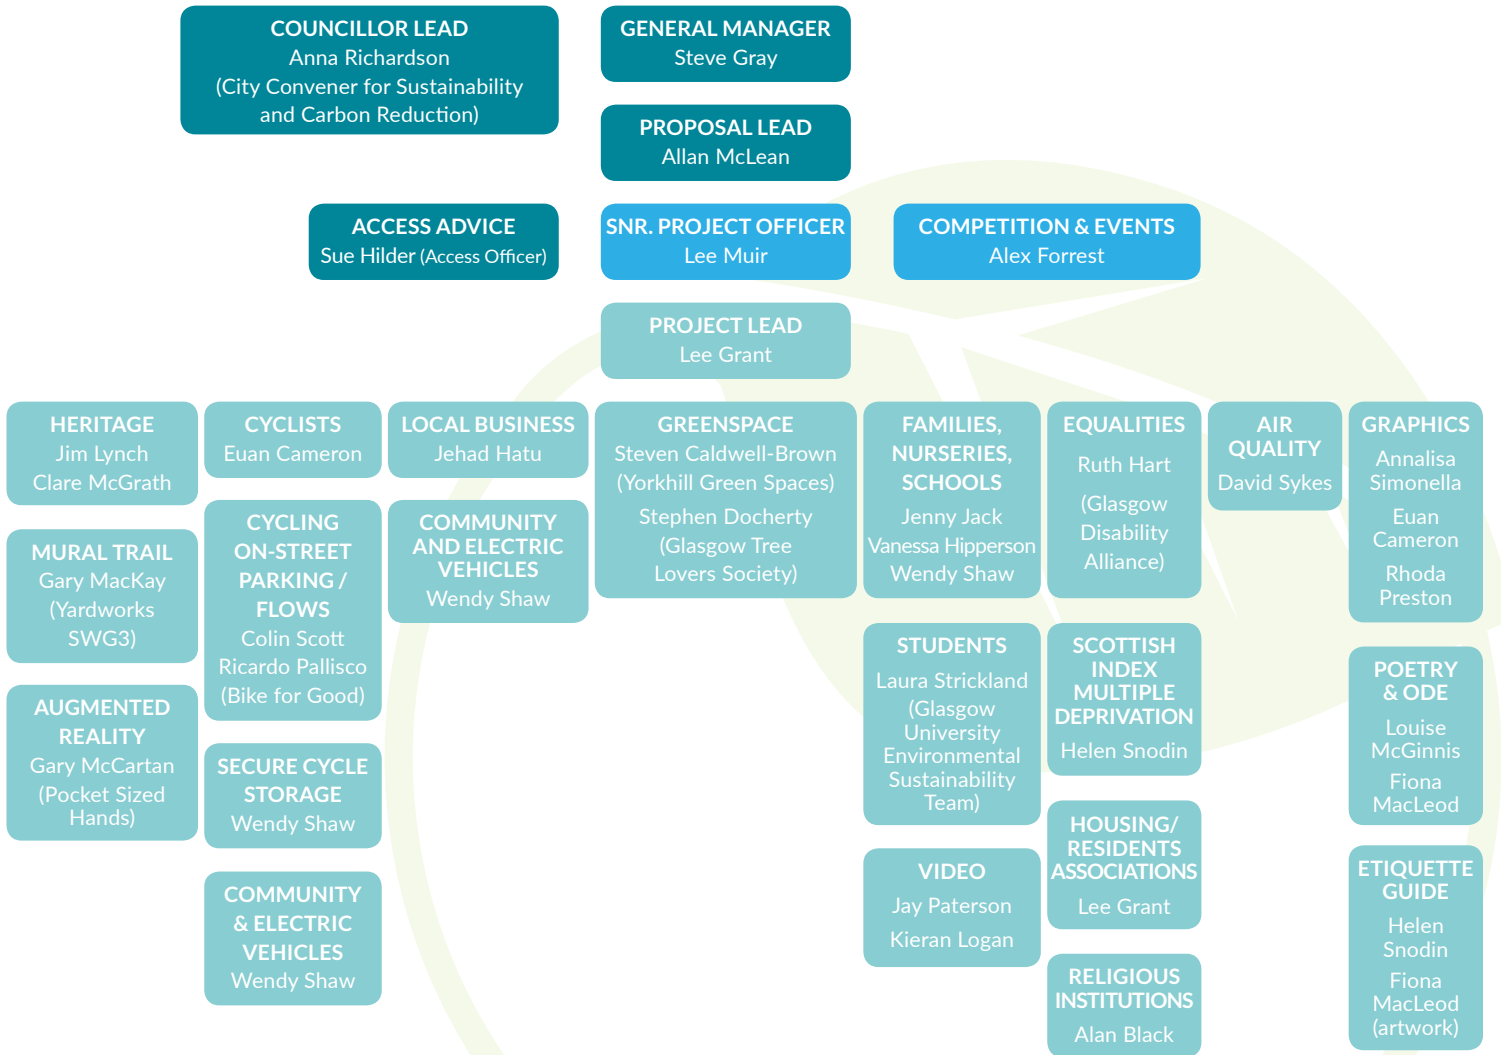 COUNCILLOR LEAD
Anna Richardson
(City Convener for Sustainability
and Carbon Reduction)
GENERAL MANAGER
Steve Gray
PROPOSAL LEAD
Allan McLean
ACCESS ADVICE
Sue Hilder (Access Officer)
SNR. PROJECT OFFICER
Lee Muir
COMPETITION & EVENTS
Alex Forrest
PROJECT LEAD
Lee Grant
HERITAGE
Jim Lynch
Clare McGrath
MURAL TRAIL
Gary MacKay
(Yardworks
SWG3)
AUGMENTED
REALITY
Gary McCartan
(Pocket Sized
Hands)
CYCLISTS
Euan Cameron
CYCLING
ON-STREET
PARKING /
FLOWS
Colin Scott
Ricardo Pallisco
(Bike for Good)
SECURE CYCLE
STORAGE
Wendy Shaw
COMMUNITY
& ELECTRIC
VEHICLES
Wendy Shaw
LOCAL BUSINESS
Jehad Hatu
COMMUNITY
AND ELECTRIC
VEHICLES
Wendy Shaw
GREENSPACE
Steven Caldwell-Brown
(Yorkhill Green Spaces)
Stephen Docherty
(Glasgow Tree
Lovers Society)
FAMILIES,
NURSERIES,
SCHOOLS
Jenny Jack
Vanessa Hipperson
Wendy Shaw
STUDENTS
Laura Strickland
(Glasgow
University
Environmental
Sustainability
Team)
VIDEO
Jay Paterson
Kieran Logan
EQUALITIES
Ruth Hart
(Glasgow
Disability
Alliance)
SCOTTISH
INDEX
MULTIPLE
DEPRIVATION
Helen Snodin
HOUSING/
RESIDENTS
ASSOCIATIONS
Lee Grant
RELIGIOUS
INSTITUTIONS
Alan Black
AIR
QUALITY
David Sykes
GRAPHICS
Annalisa
Simonella
Euan
Cameron
Rhoda
Preston
POETRY
& ODE
Louise
McGinnis
Fiona
MacLeod
ETIQUETTE
GUIDE
Helen
Snodin
Fiona
MacLeod
(artwork)